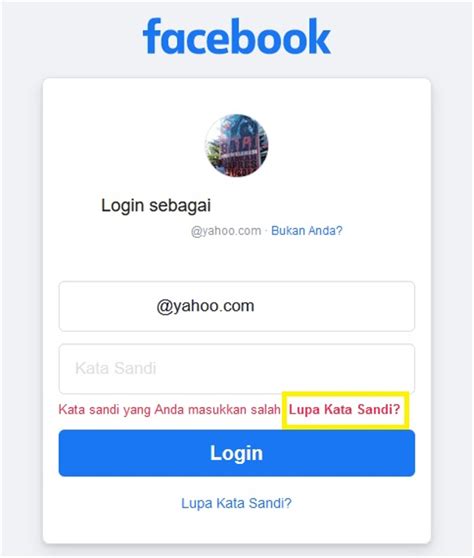 facebook
Login sebagai
@yahoo.com · Bukan Anda?
@yahoo.com
Kata Sandi
Kata sandi yang Anda masukkan salah Lupa Kata Sandi?
Login
Lupa Kata Sandi?